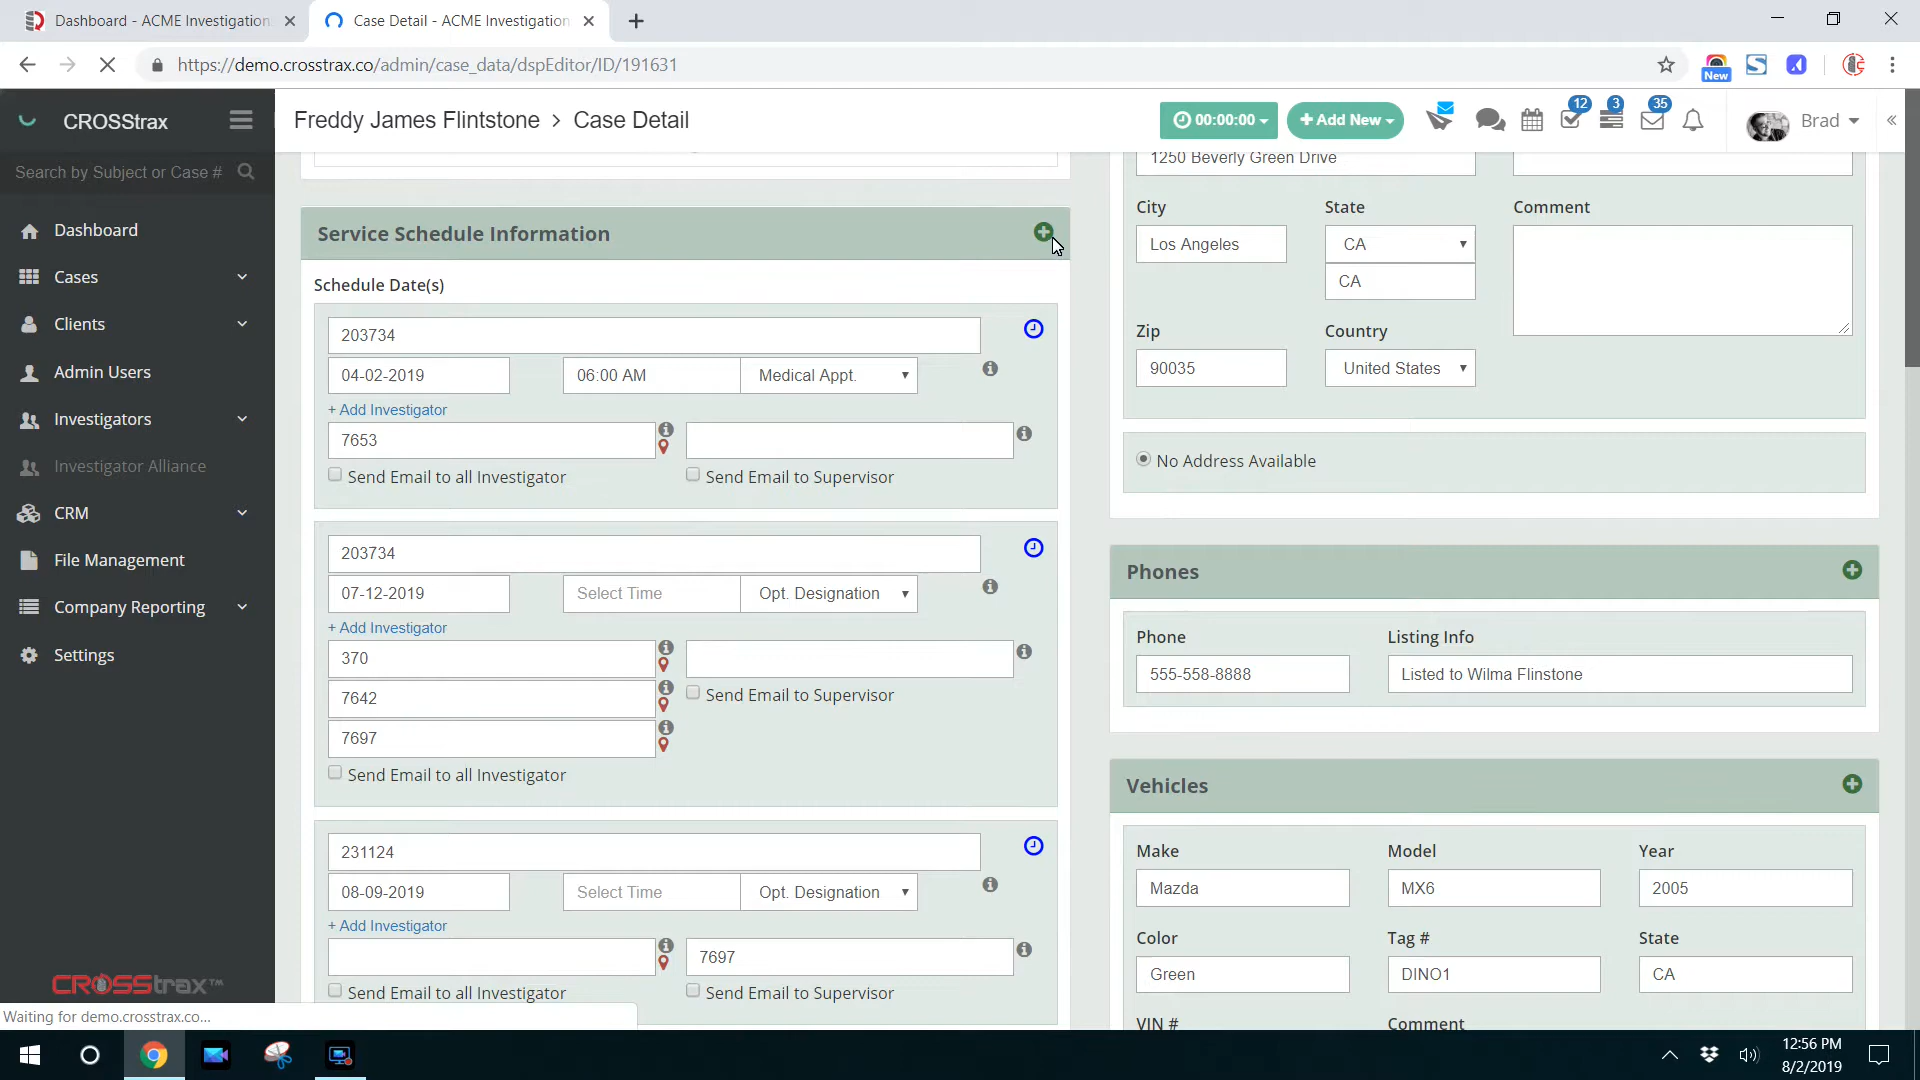 Dashboard - ACME Investigation
Case Detail - ACME Investigation
https://demo.crosstrax.co/admin/case_data/dspEditor/ID/191631
New
CROSStrax
Search by Subject or Case #
Dashboard
Cases
Clients
Admin Users
Investigators
Investigator Alliance
CRM
File Management
Company Reporting
Settings
CROSStrax™
Waiting for demo.crosstrax.co...
Freddy James Flintstone > Case Detail
00:00:00
Add New
12
3
35
Brad
Service Schedule Information
Schedule Date(s)
203734
04-02-2019
06:00 AM
Medical Appt.
+ Add Investigator
7653
Send Email to all Investigator
Send Email to Supervisor
203734
07-12-2019
Select Time
Opt. Designation
+ Add Investigator
370
7642
7697
Send Email to Supervisor
Send Email to all Investigator
231124
08-09-2019
Select Time
Opt. Designation
+ Add Investigator
7697
Send Email to all Investigator
Send Email to Supervisor
1250 Beverly Green Drive
City
State
Comment
Los Angeles
CA
CA
Zip
Country
90035
United States
No Address Available
Phones
Phone
Listing Info
555-558-8888
Listed to Wilma Flinstone
Vehicles
Make
Model
Year
Mazda
MX6
2005
Color
Tag #
State
Green
DINO1
CA
VIN #
Comment
12:56 PM
8/2/2019